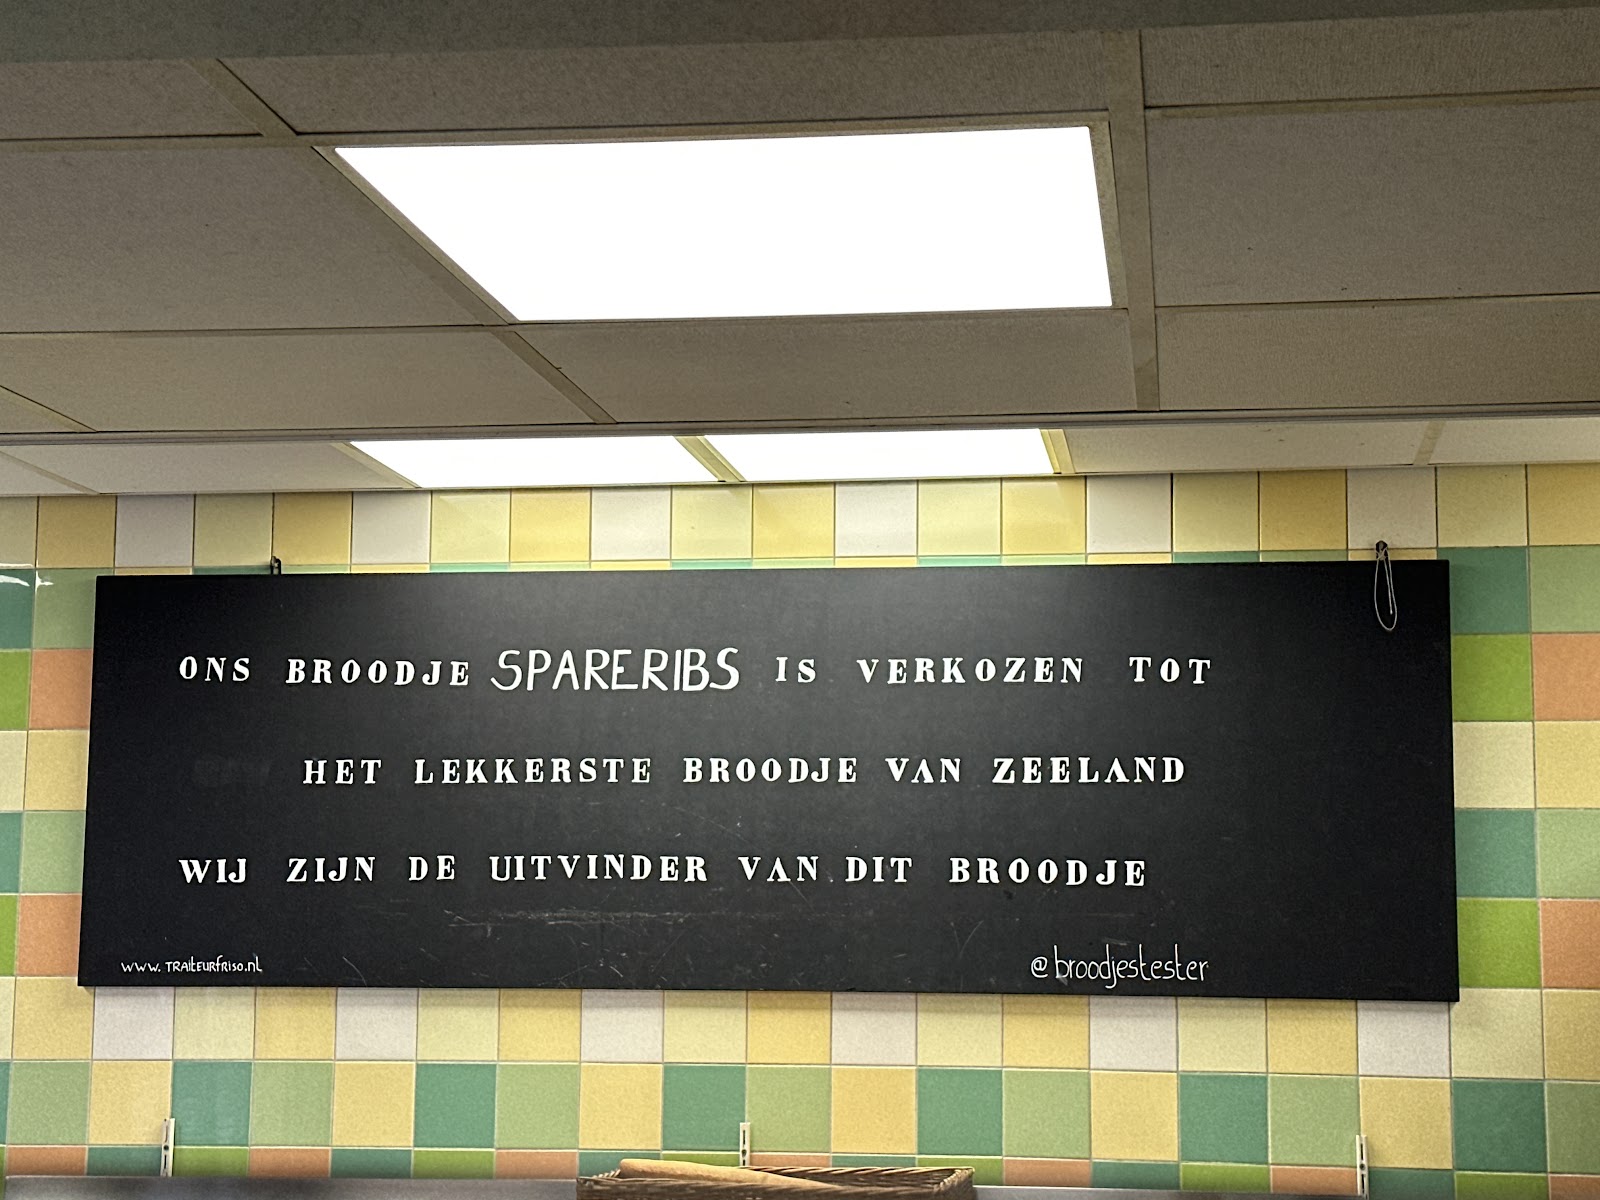 ONS BROODJE SPARERIBS IS VERKOZEN TOT
HET LEKKERSTE BROODJE VAN ZEELAND
WIJ ZIJN DE UITVINDER VAN DIT BROODJE
www.TRAITEURFRISO.nl
@broodjestester